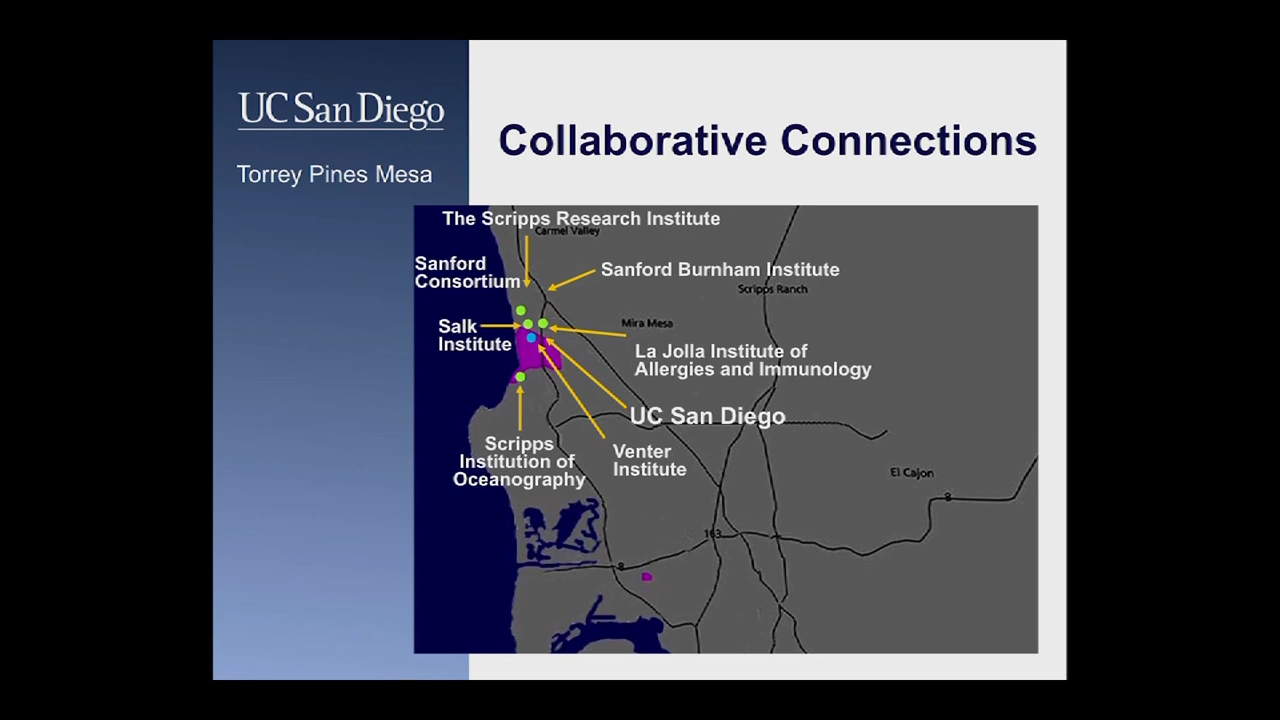 UC San Diego
Torrey Pines Mesa
Collaborative Connections
The Scripps Research Institute
Carmel Valley
Sanford
Consortium
Sanford Burnham Institute
Scripps Ranch
Salk
Institute
Mira Mesa
La Jolla Institute of
Allergies and Immunology
UC San Diego
Scripps
Institution of
Oceanography
Venter
Institute
El Cajon
8
163
8